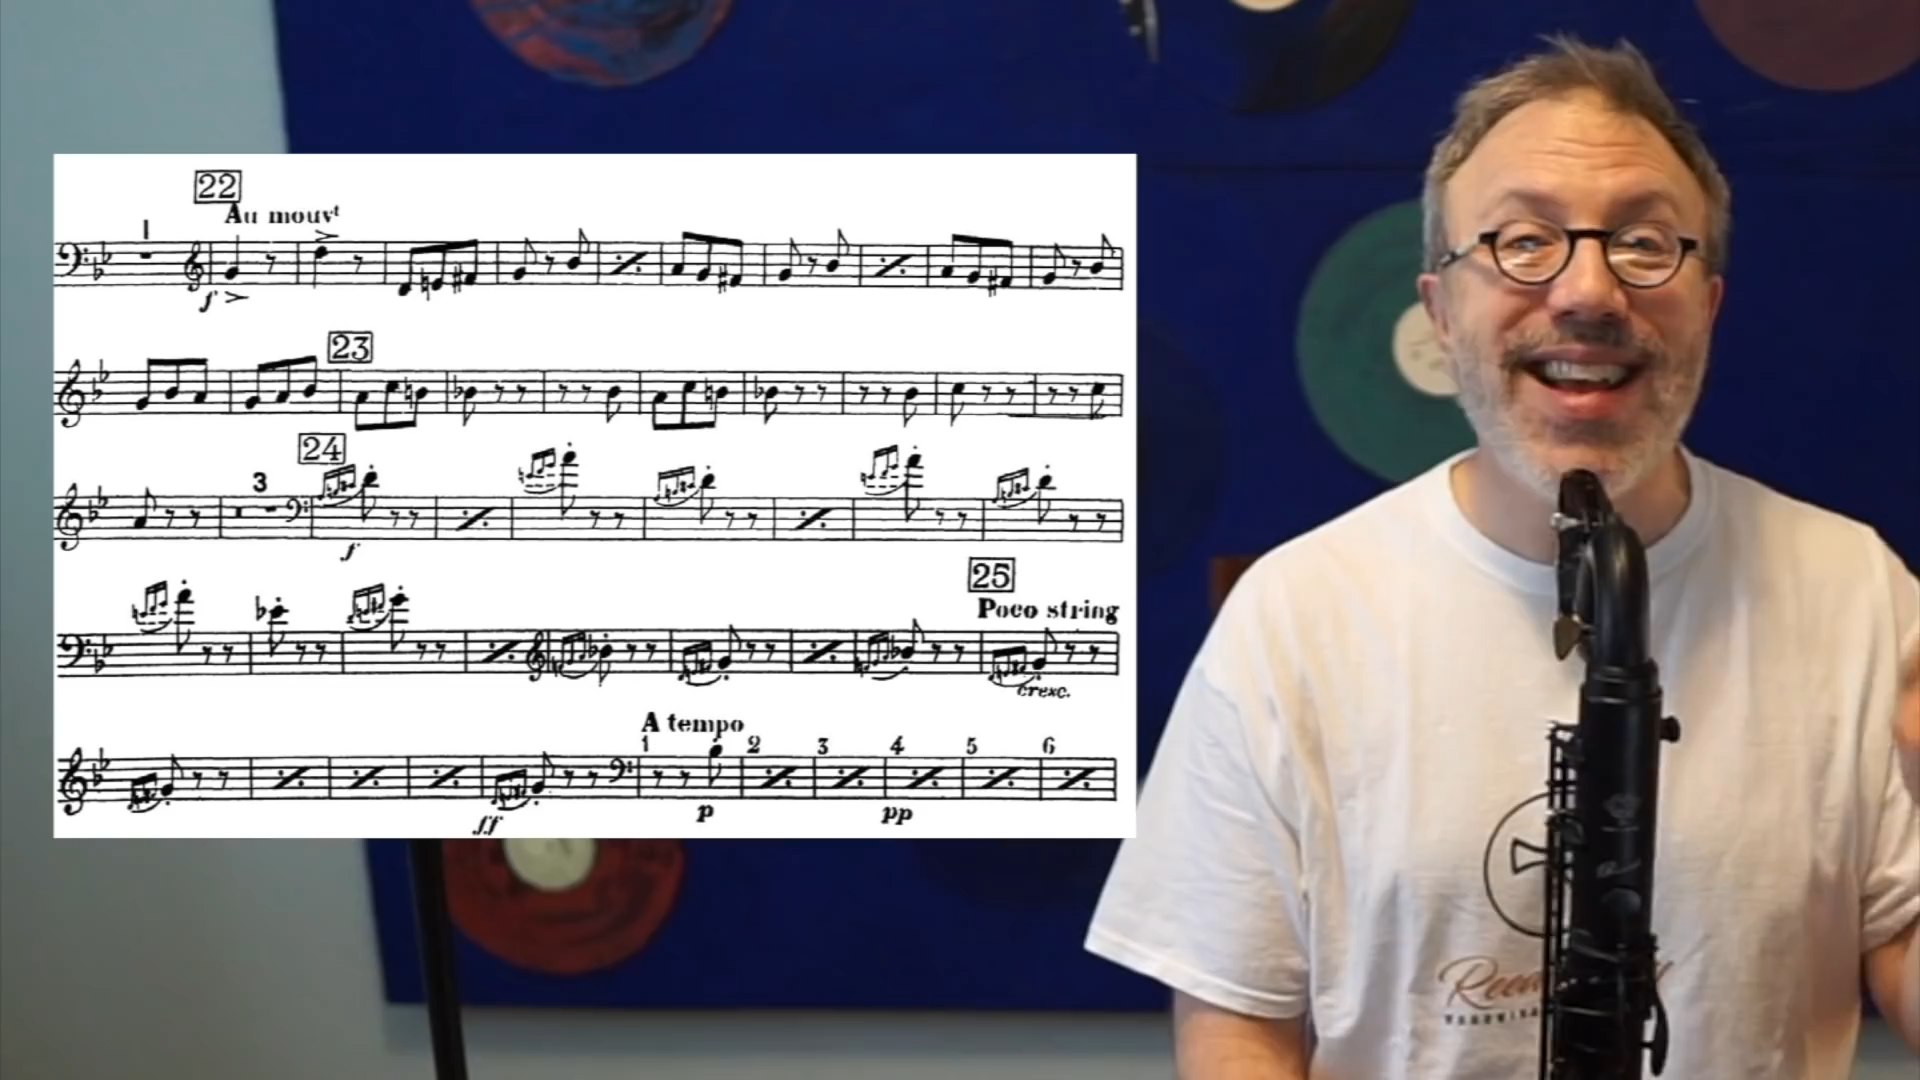 22
Au mouvt
1
f
23
24
3
f
25
Poco string
cresc.
A tempo
1 2 3 4 5 6
ff p pp